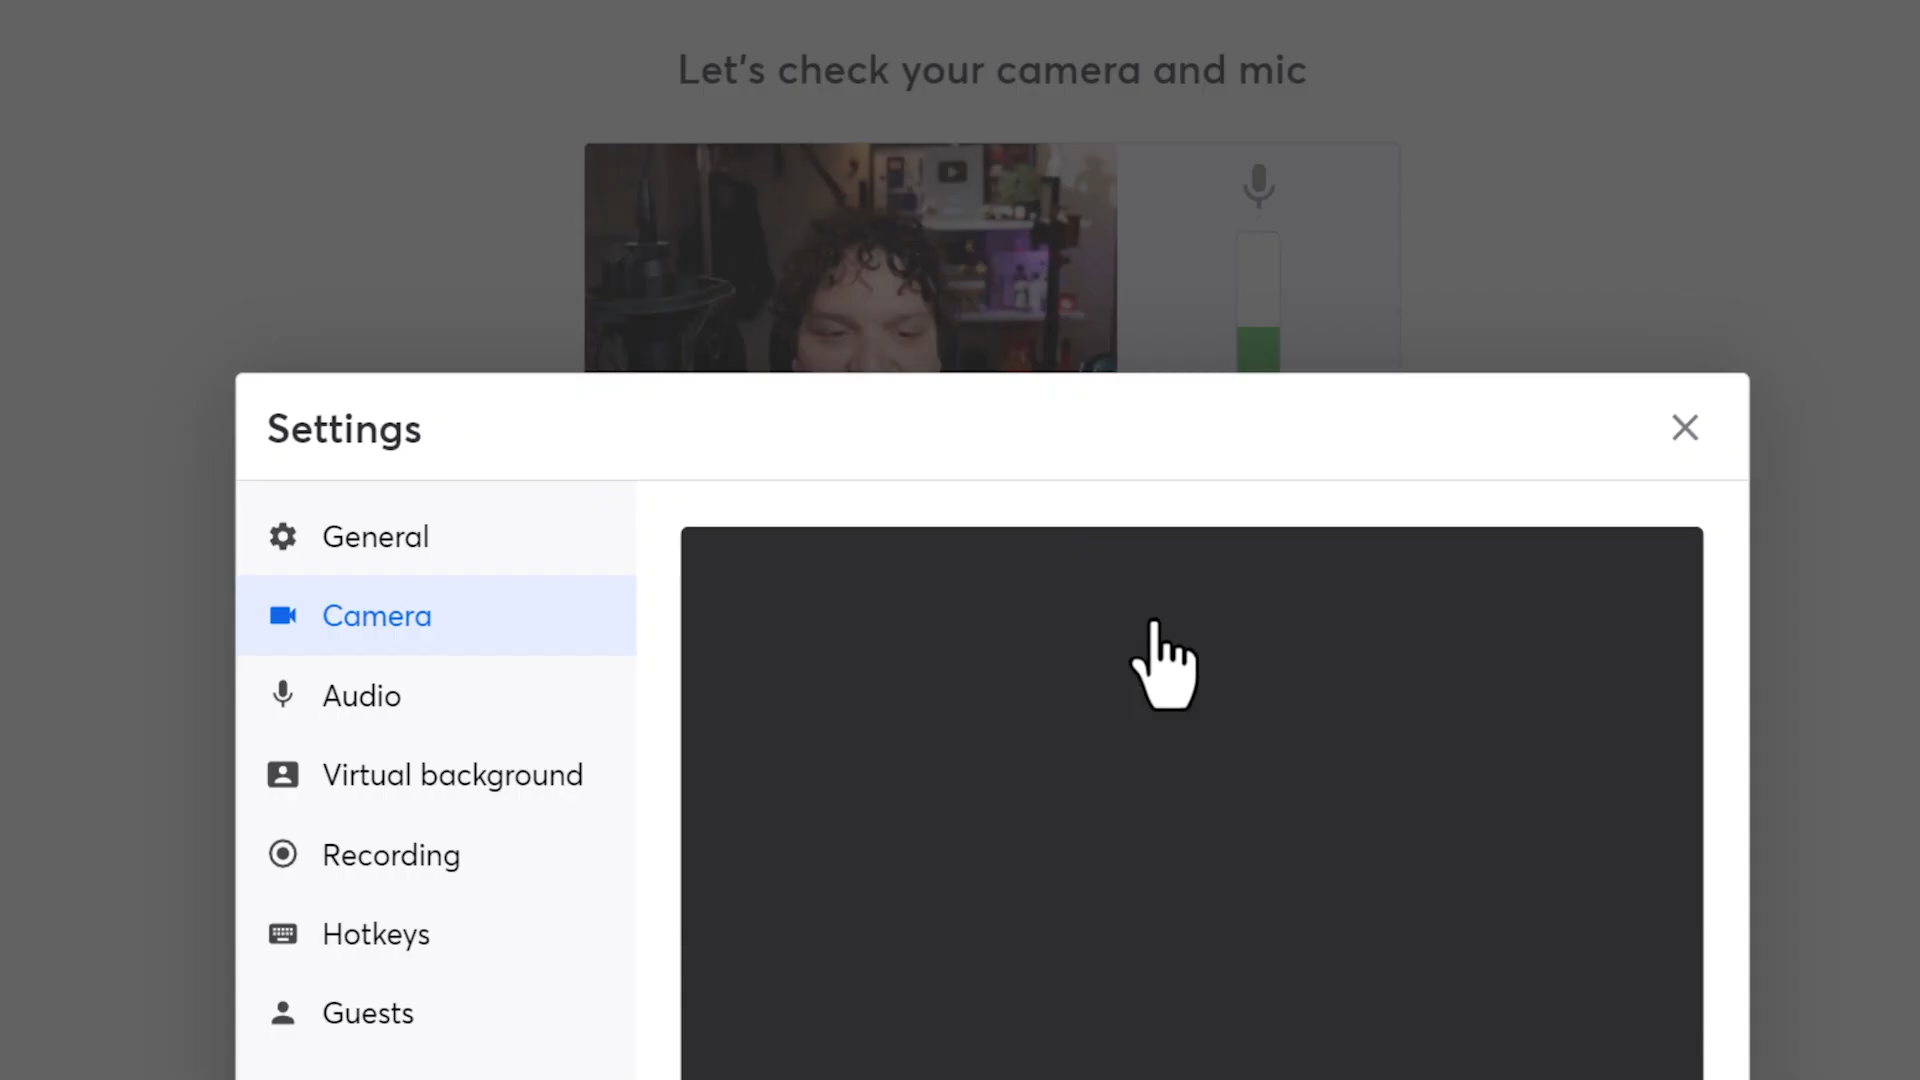 Let's check your camera and mic
Settings
General
Camera
Audio
Virtual background
Recording
Hotkeys
Guests